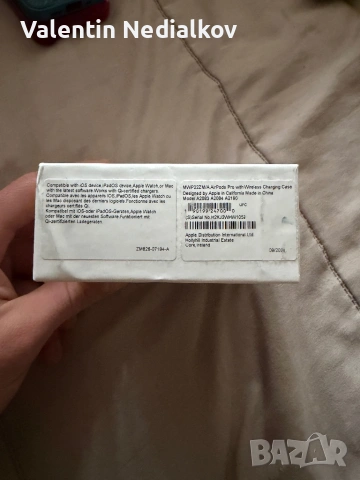 Valentin Nedialkov
Compatible with iOS device,iPadOS device,Apple Watch,or Mac
with the latest software.Works with Qi-certified chargers
Compatible avec les appareils iOS,iPadOS,les Apple Watch ou
les Mac disposant des derniers logiciels Fonctionne avec les
chargeurs certifiés Qi.
Kompatibel mit iOS-oder iPadOS-Geräten,Apple Watch
oder Mac mit der neuesten Software Funktioniert mit
Qi-zertifizierten Ladegeräten.
MWP22ZM/A AirPods Pro with Wireless Charging Case
Designed by Apple in California Made in China
Model A2083 A2084 A2190
UPC
Apple Distribution International Ltd.
Hollyhill Industrial Estate
Cork,Ireland
bazar